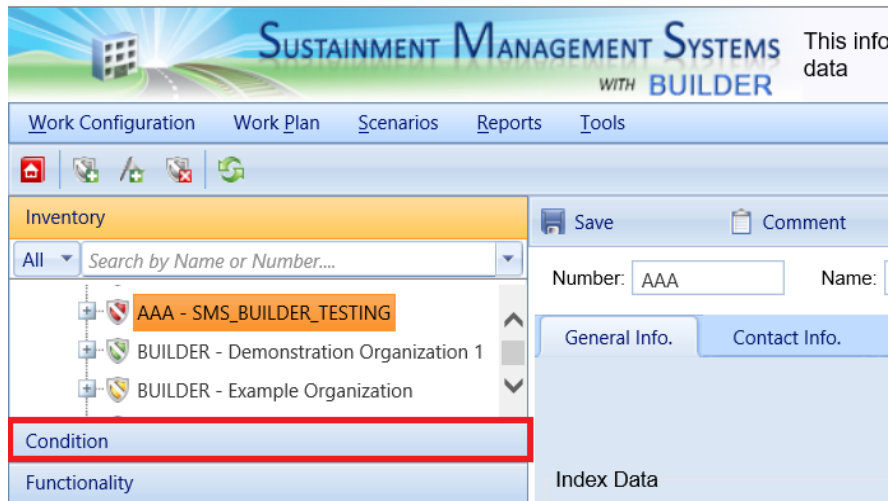 SUSTAINMENT MANAGEMENT SYSTEMS
WITH BUILDER
This info
data
Work Configuration Work Plan Scenarios Reports Tools
Inventory
All Search by Name or Number....
AAA - SMS_BUILDER_TESTING
BUILDER - Demonstration Organization 1
BUILDER - Example Organization
Condition
Functionality
Save Comment
Number: AAA Name:
General Info. Contact Info.
Index Data